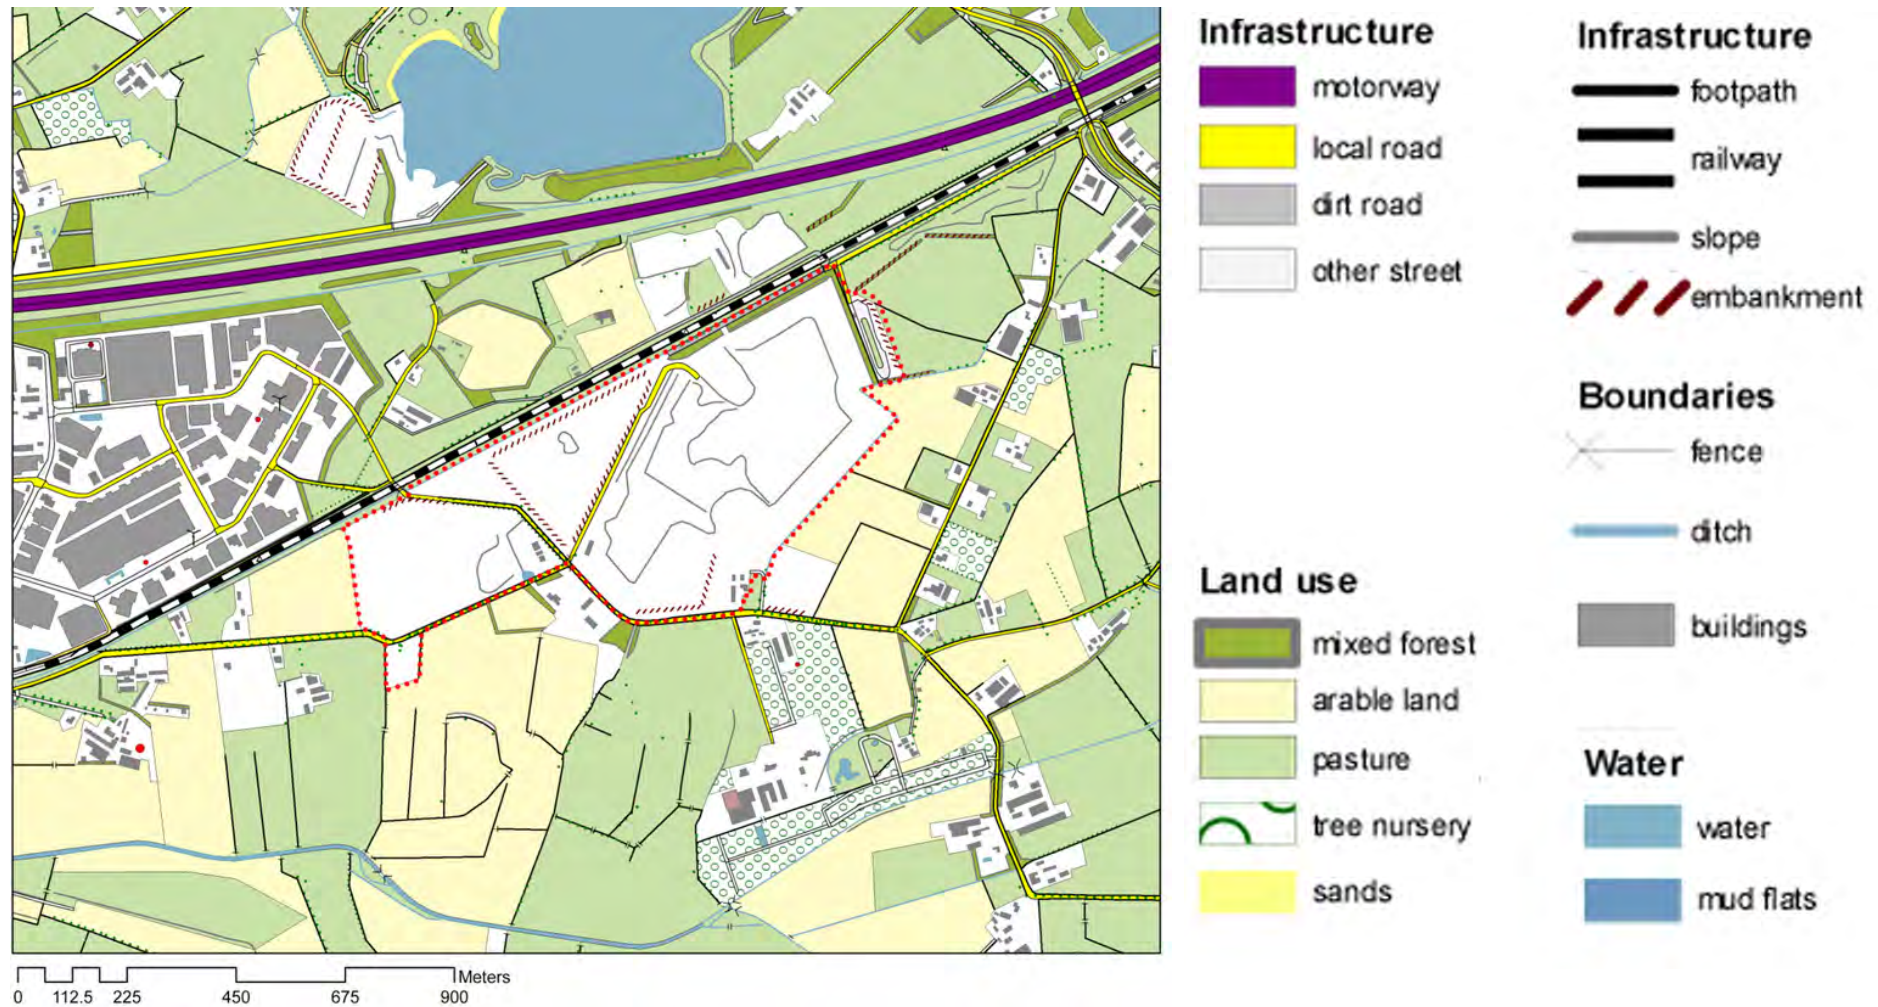 Infrastructure
motorway
local road
dirt road
other street
Land use
mixed forest
arable land
pasture
tree nursery
sands
Infrastructure
footpath
railway
slope
embankment
Boundaries
fence
ditch
buildings
Water
water
mud flats
Meters
0 112.5 225 450 675 900